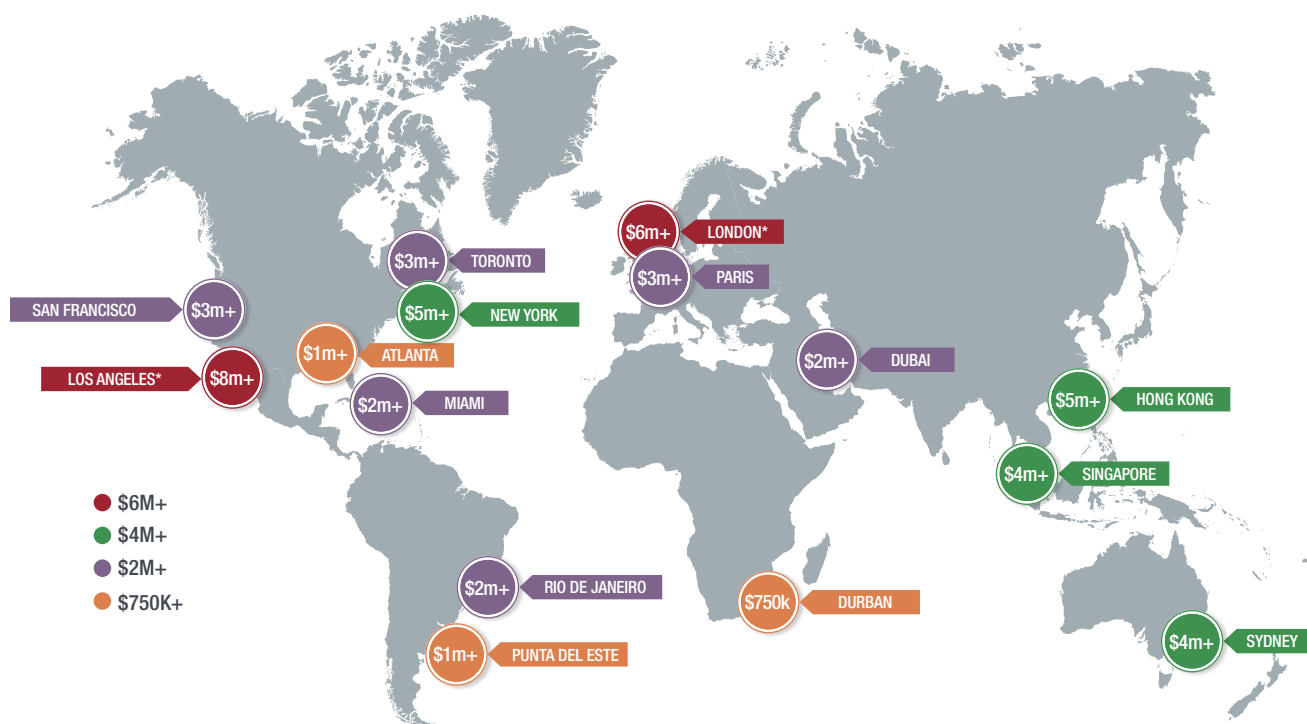 $6m+
LONDON*
$3m+
TORONTO
$3m+
PARIS
SAN FRANCISCO
$3m+
$5m+
NEW YORK
$1m+
ATLANTA
$2m+
DUBAI
LOS ANGELES*
$8m+
$2m+
MIAMI
$5m+
HONG KONG
$4m+
SINGAPORE
$6M+
$4M+
$2M+
$750K+
$2m+
RIO DE JANEIRO
$750k
DURBAN
$1m+
PUNTA DEL ESTE
$4m+
SYDNEY